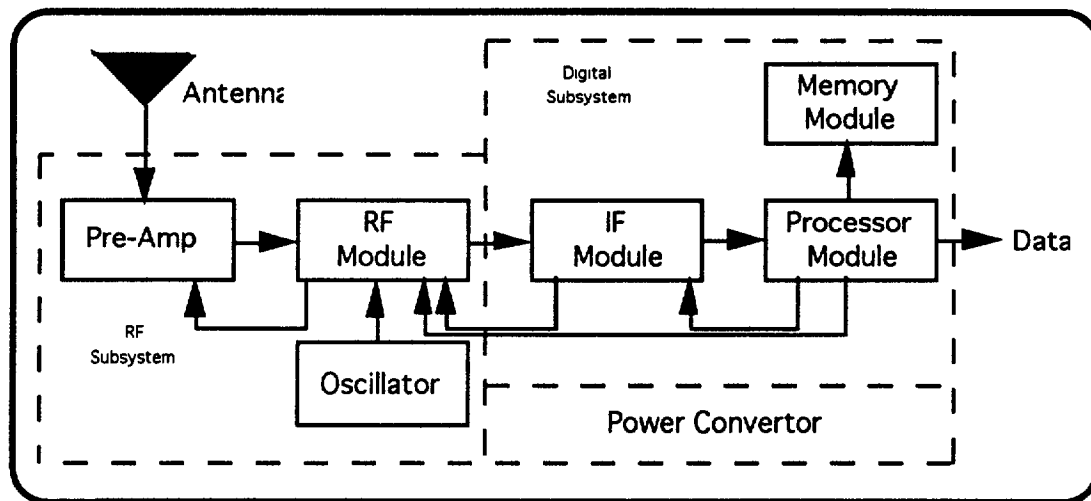 Antenna
Digital
Subsystem
Memory
Module
Pre-Amp
RF
Module
IF
Module
Processor
Module
Data
RF
Subsystem
Oscillator
Power Convertor